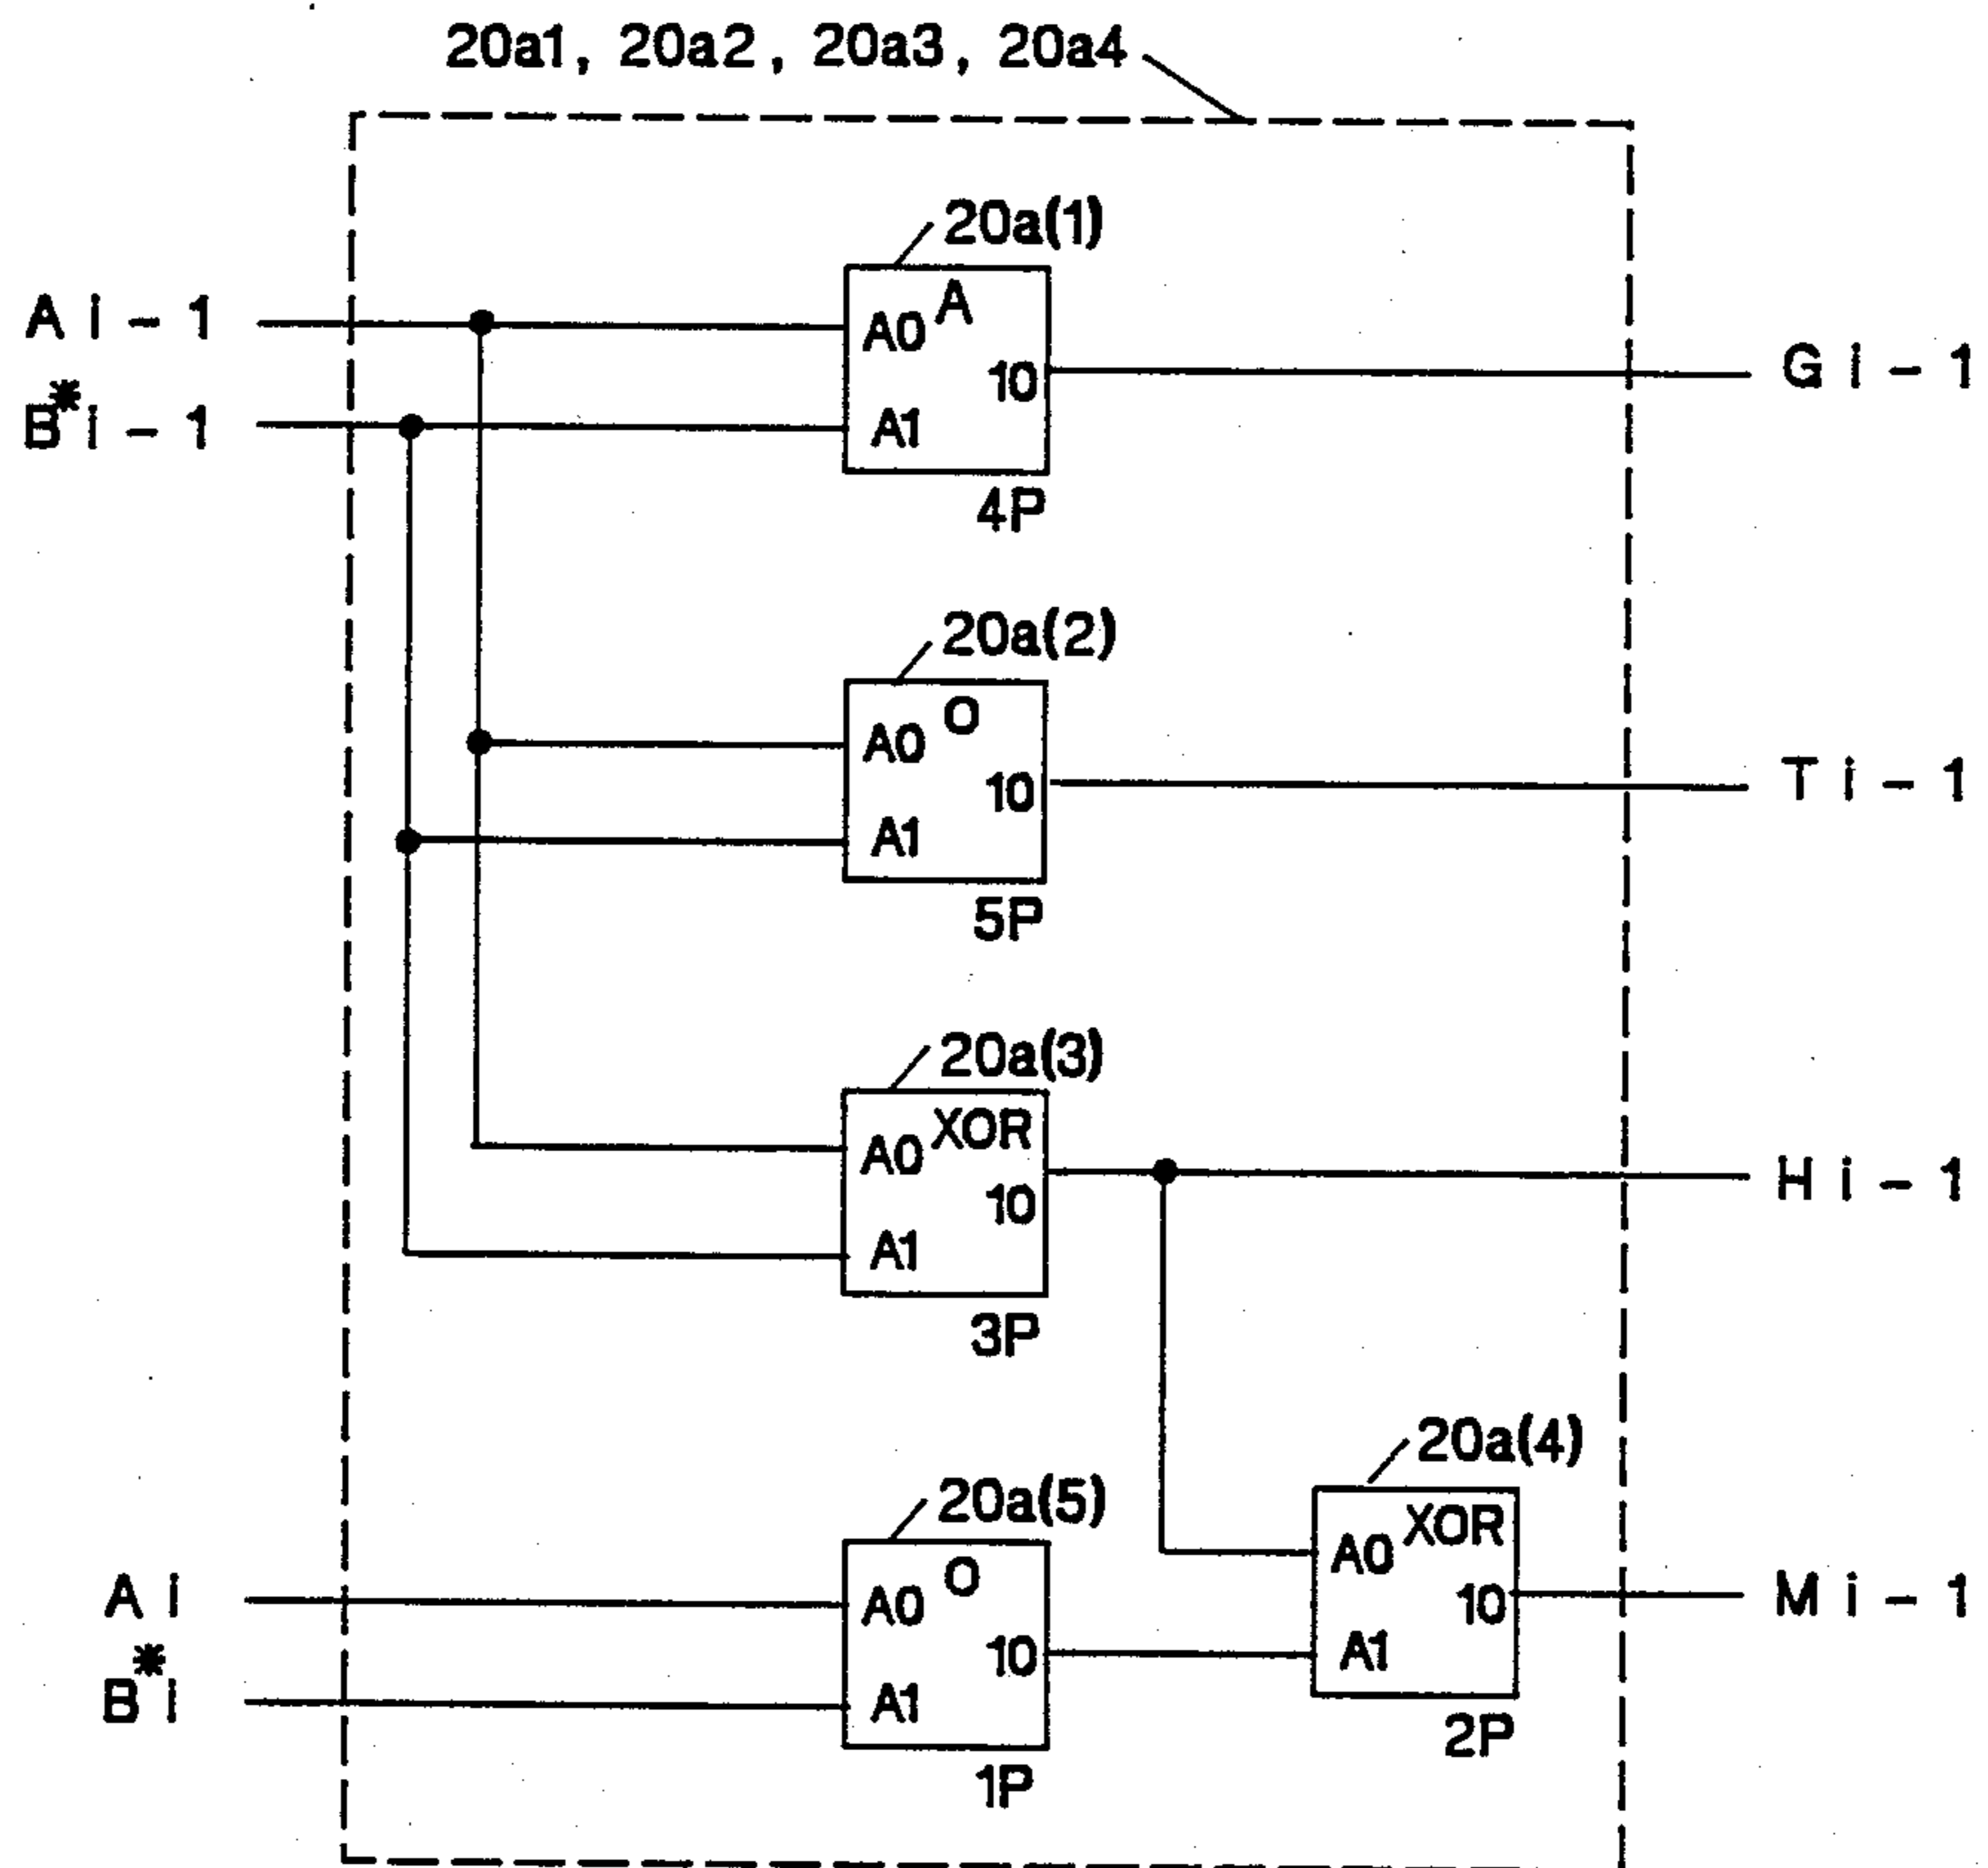 20a1, 20a2, 20a3, 20a4
20a(1)
A i - 1
A0 A
10
G i - 1
B* i - 1
A1
4P
20a(2)
A0 O
10
T i - 1
A1
5P
20a(3)
A0 XOR
10
H i - 1
A1
3P
20a(4)
20a(5)
A0 XOR
A i
A0 O
10
M i - 1
10
A1
B* i
A1
2P
1P